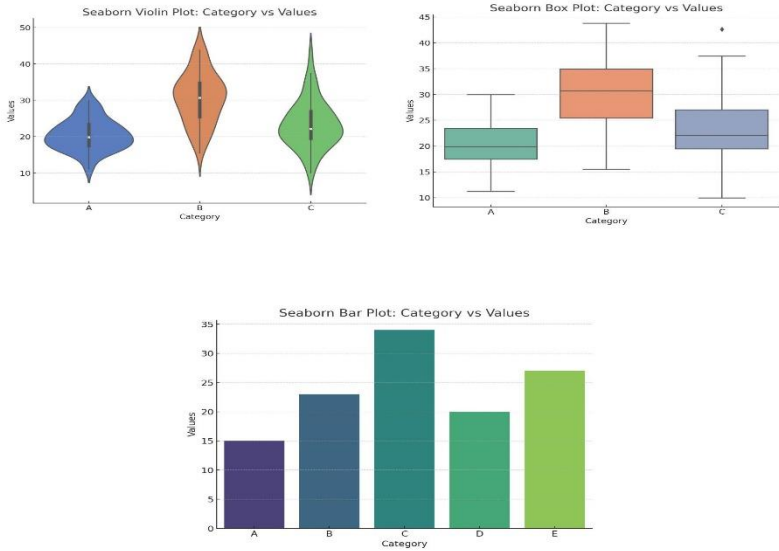 Seaborn Violin Plot: Category vs Values
50
40
30
20
10
Values
A B C
Category
Seaborn Box Plot: Category vs Values
45
40
35
30
25
20
15
10
Values
A B C
Category
Seaborn Bar Plot: Category vs Values
35
30
25
20
15
10
5
0
Values
A B C D E
Category